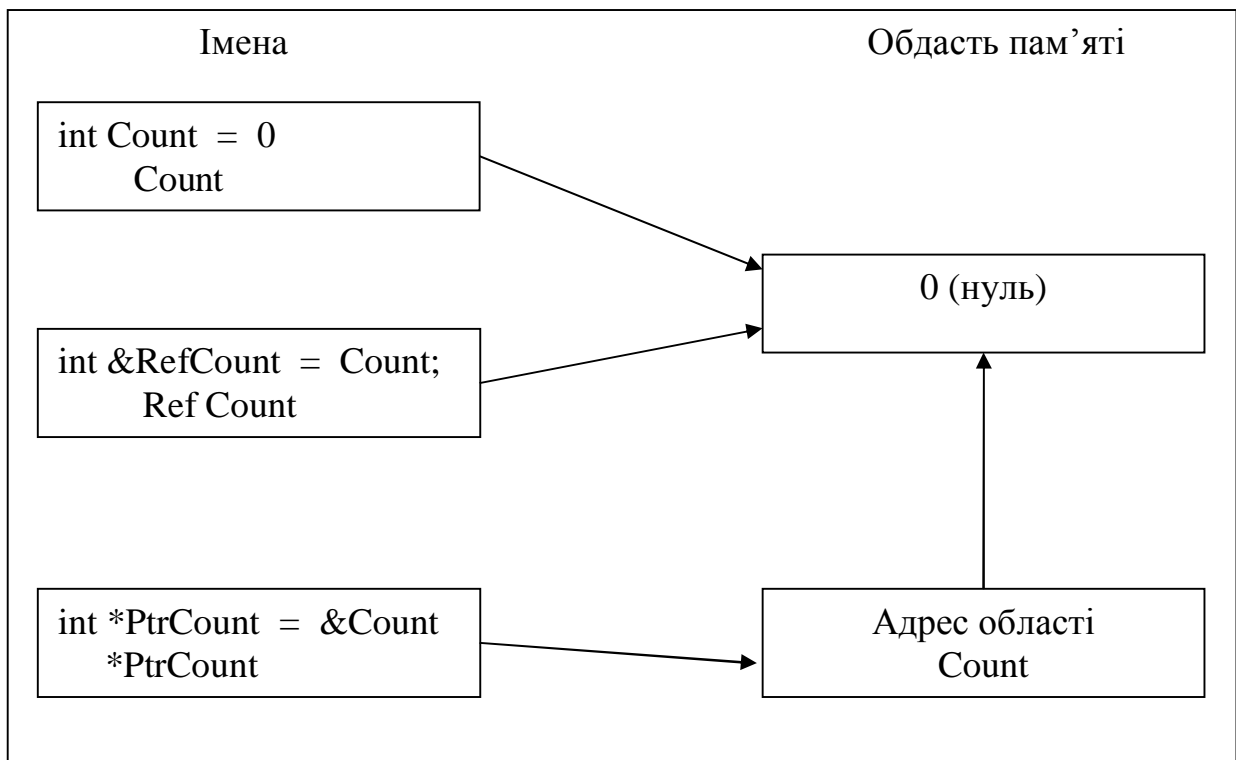 Імена
Обдасть пам’яті
int Count = 0
Count
0 (нуль)
int &RefCount = Count;
Ref Count
int *PtrCount = &Count
*PtrCount
Адрес області
Count